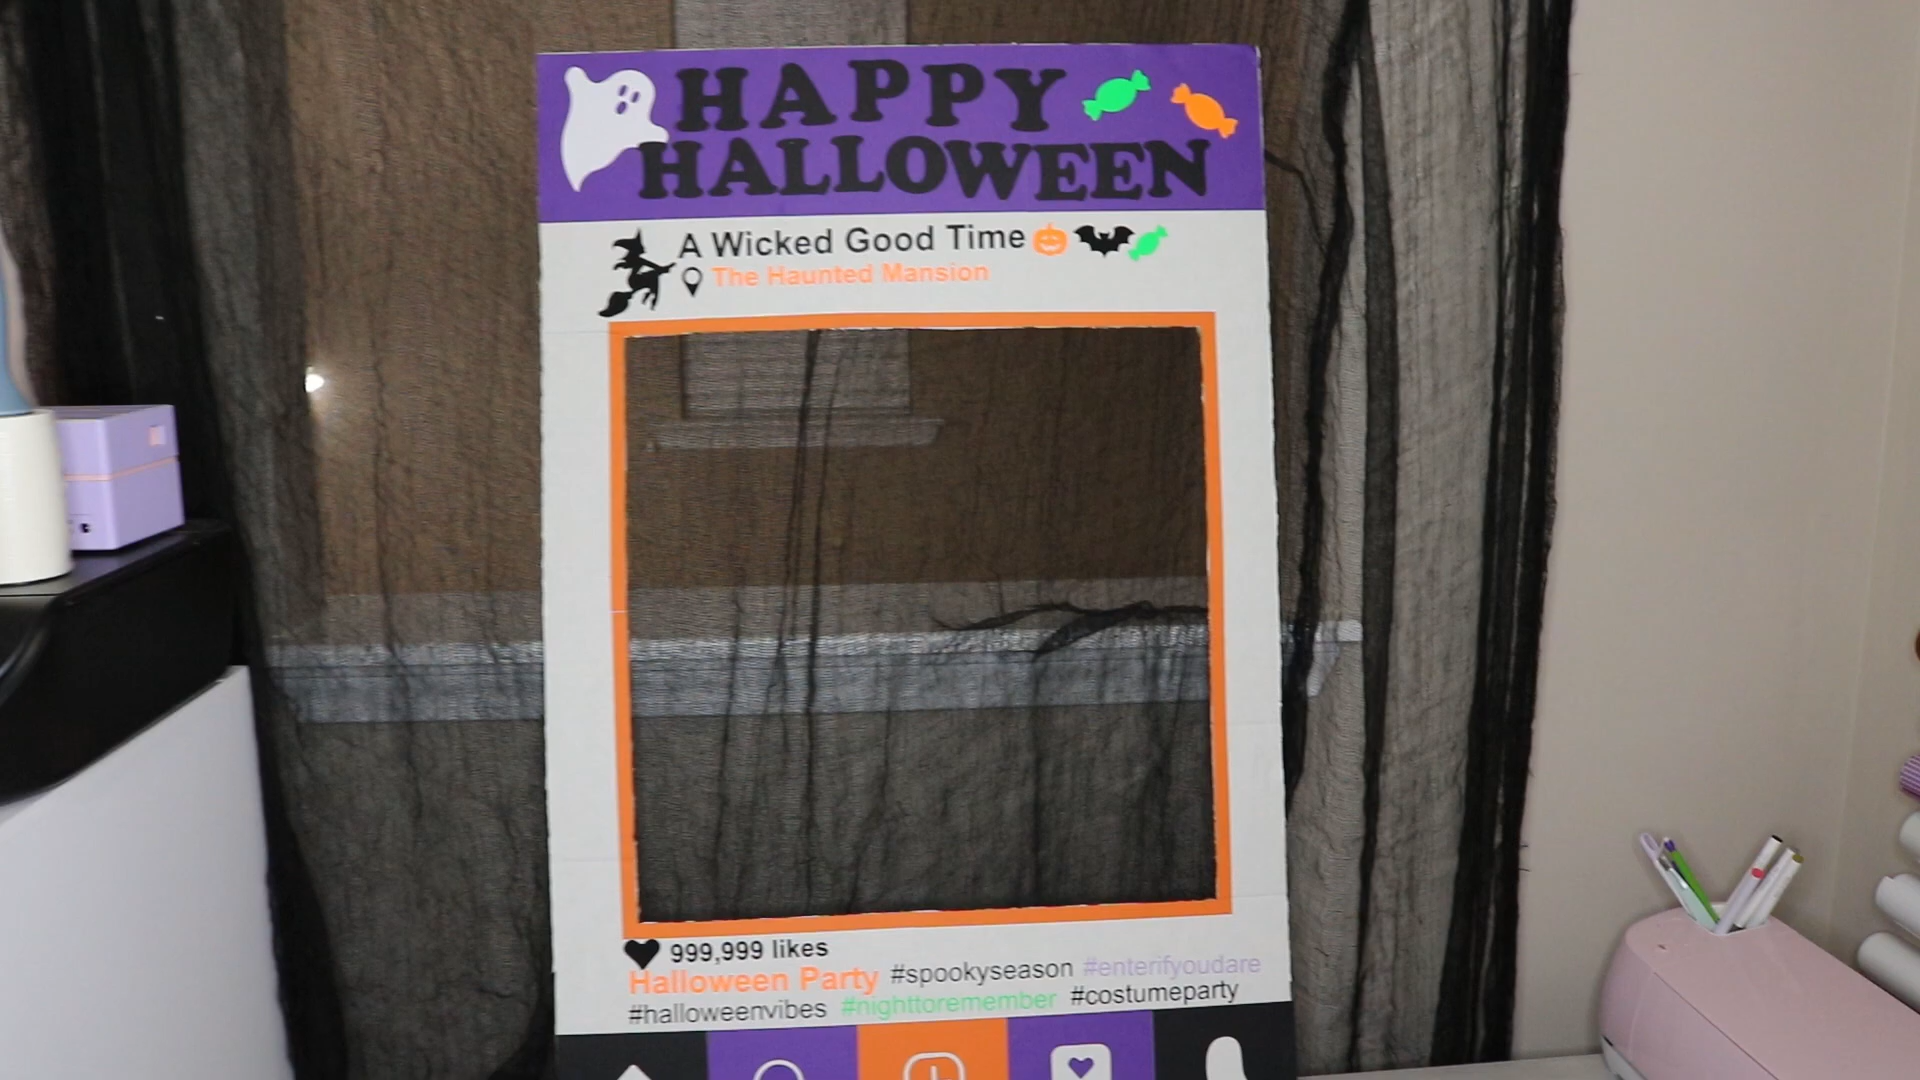 HAPPY
HALLOWEEN
A Wicked Good Time
The Haunted Mansion
999,999 likes
Halloween Party #spookyseason #enterifyoudare
#halloweenvibes #nighttoremember #costumeparty